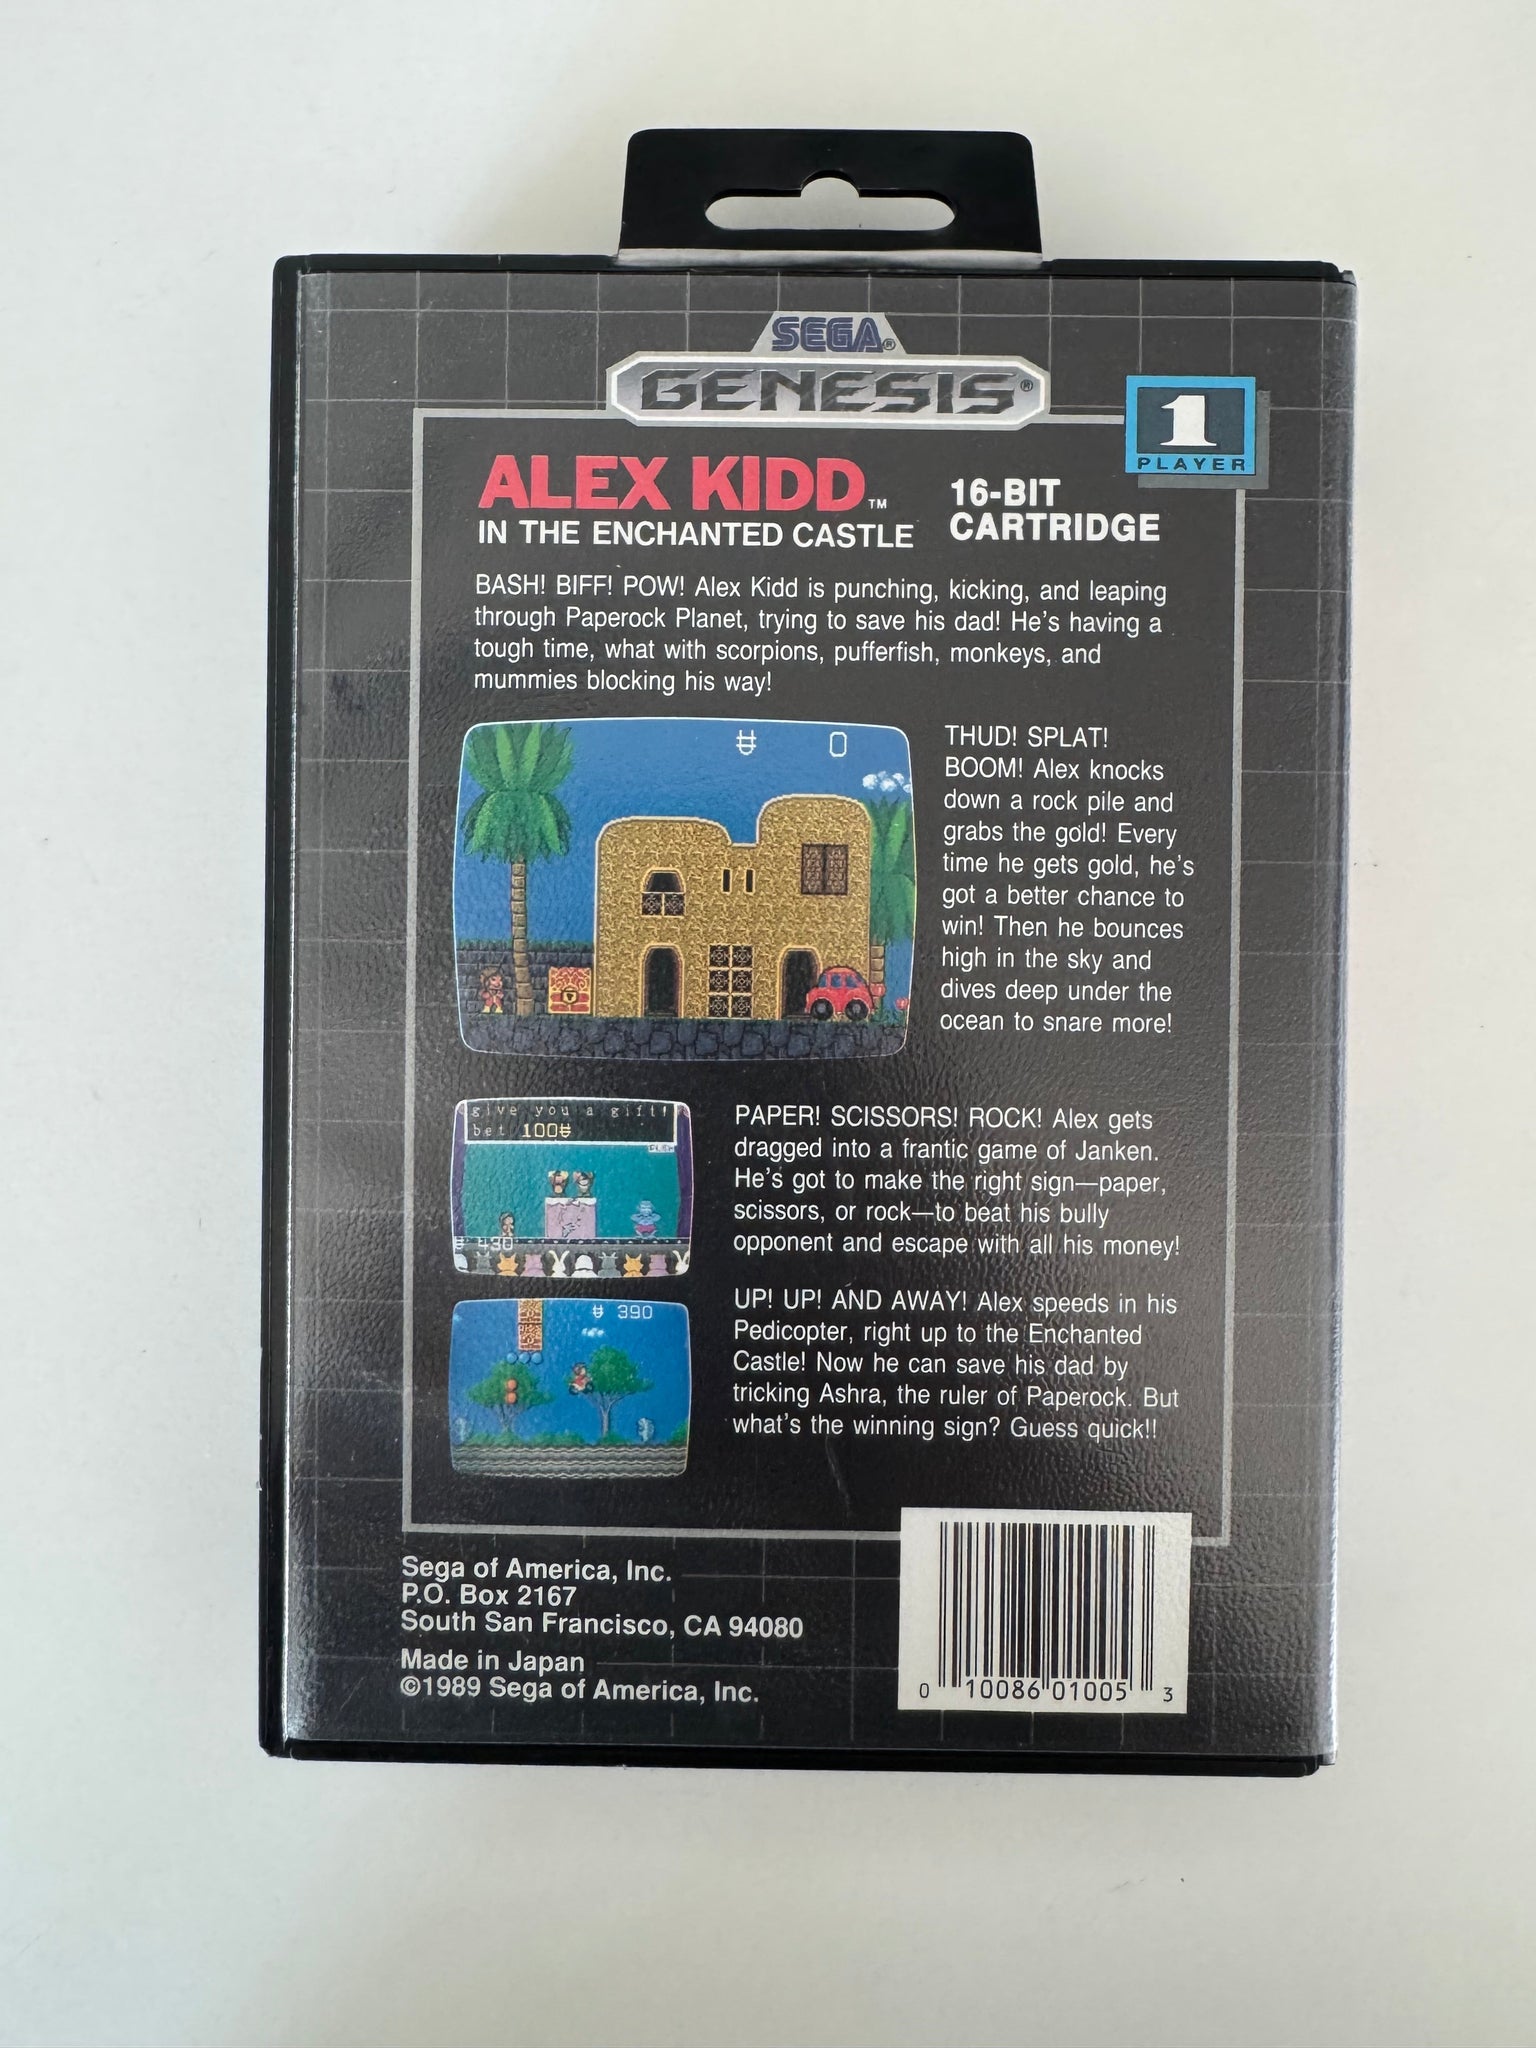 SEGA®
GENESIS®
1
PLAYER
ALEX KIDD™
IN THE ENCHANTED CASTLE
16-BIT
CARTRIDGE
BASH! BIFF! POW! Alex Kidd is punching, kicking, and leaping
through Paperock Planet, trying to save his dad! He's having a
tough time, what with scorpions, pufferfish, monkeys, and
mummies blocking his way!
0
THUD! SPLAT!
BOOM! Alex knocks
down a rock pile and
grabs the gold! Every
time he gets gold, he's
got a better chance to
win! Then he bounces
high in the sky and
dives deep under the
ocean to snare more!
give you a gift!
bet 100
430
PAPER! SCISSORS! ROCK! Alex gets
dragged into a frantic game of Janken.
He's got to make the right sign—paper,
scissors, or rock—to beat his bully
opponent and escape with all his money!
390
UP! UP! AND AWAY! Alex speeds in his
Pedicopter, right up to the Enchanted
Castle! Now he can save his dad by
tricking Ashra, the ruler of Paperock. But
what's the winning sign? Guess quick!!
Sega of America, Inc.
P.O. Box 2167
South San Francisco, CA 94080
Made in Japan
©1989 Sega of America, Inc.
0 10086 01005 3